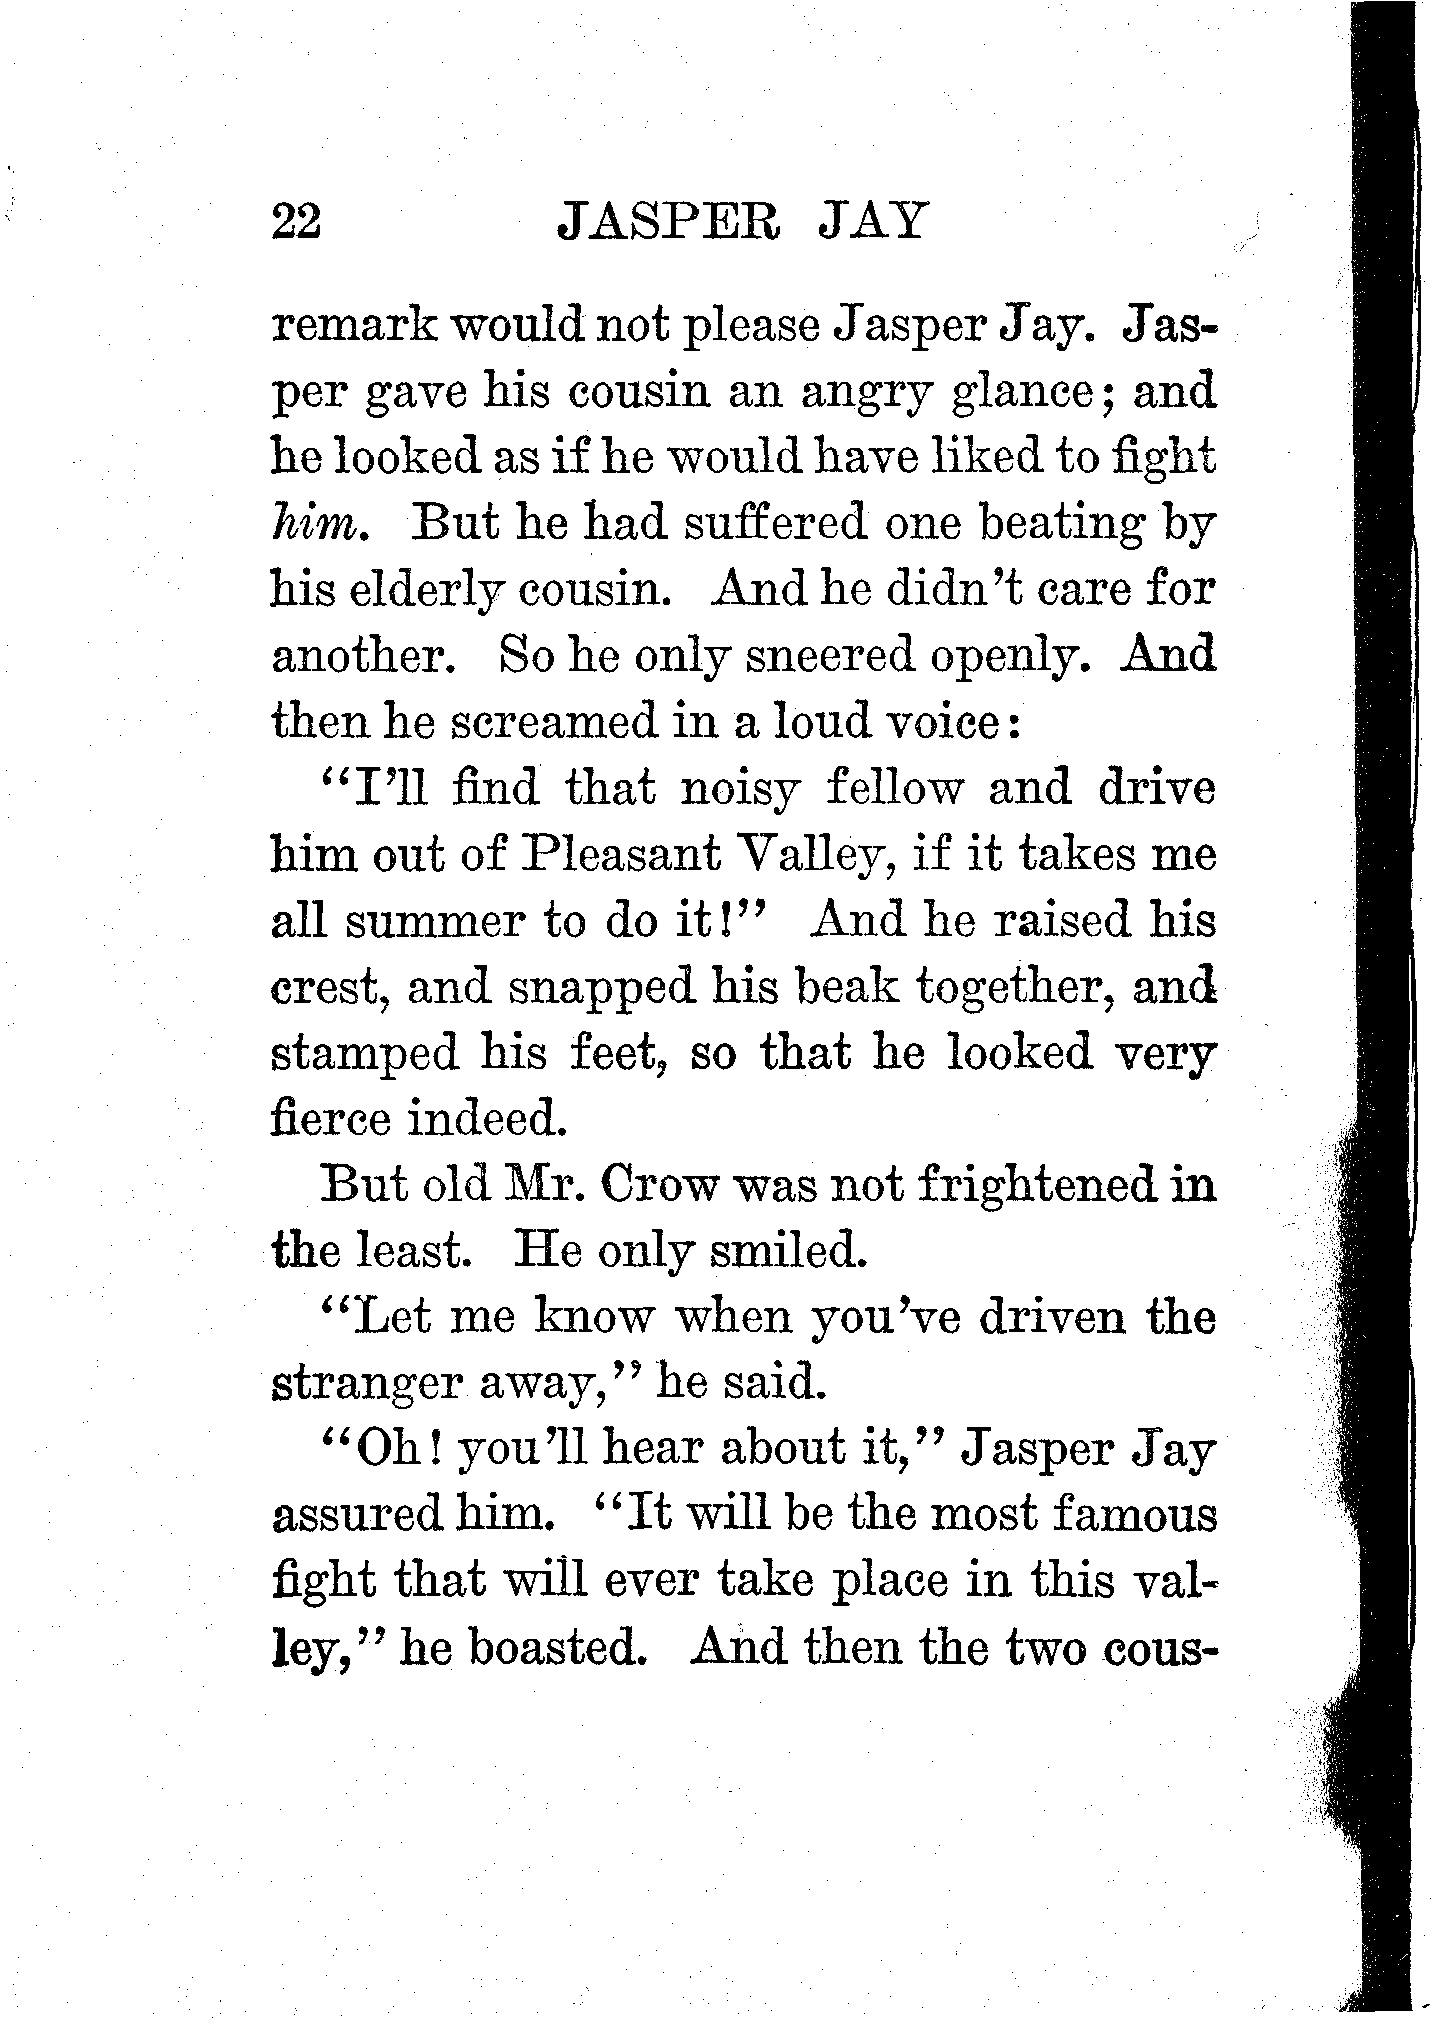 22 JASPER JAY
remark would not please Jasper Jay. Jas-
per gave his cousin an angry glance; and
he looked as if he would have liked to fight
him. But he had suffered one beating by
his elderly cousin. And he didn't care for
another. So he only sneered openly. And
then he screamed in a loud voice:
"I'll find that noisy fellow and drive
him out of Pleasant Valley, if it takes me
all summer to do it!" And he raised his
crest, and snapped his beak together, and
stamped his feet, so that he looked very
fierce indeed.
But old Mr. Crow was not frightened in
the least. He only smiled.
"Let me know when you've driven the
stranger away," he said.
"Oh! you'll hear about it," Jasper Jay
assured him. "It will be the most famous
fight that will ever take place in this val-
ley," he boasted. And then the two cous-